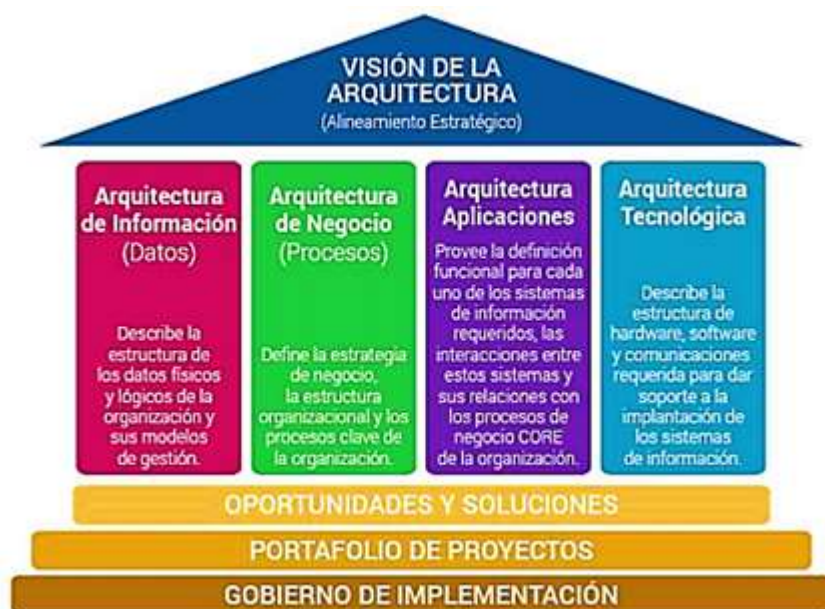 VISIÓN DE LA
ARQUITECTURA
(Alineamiento Estratégico)
Arquitectura
de Información
(Datos)
Describe la
estructura de
los datos físicos
y lógicos de la
organización y
sus modelos
de gestión.
Arquitectura
de Negocio
(Procesos)
Define la estrategia
de negocio,
la estructura
organizacional y los
procesos clave de
la organización.
Arquitectura
Aplicaciones
Provee la definición
funcional para cada
uno de los sistemas
de información
requeridos, las
interacciones entre
estos sistemas y
sus relaciones con
los procesos de
negocio CORE
de la organización.
Arquitectura
Tecnológica
Describe la
estructura de
hardware, software
y comunicaciones
requerida para dar
soporte a la
implantación de
los sistemas
de información.
OPORTUNIDADES Y SOLUCIONES
PORTAFOLIO DE PROYECTOS
GOBIERNO DE IMPLEMENTACIÓN